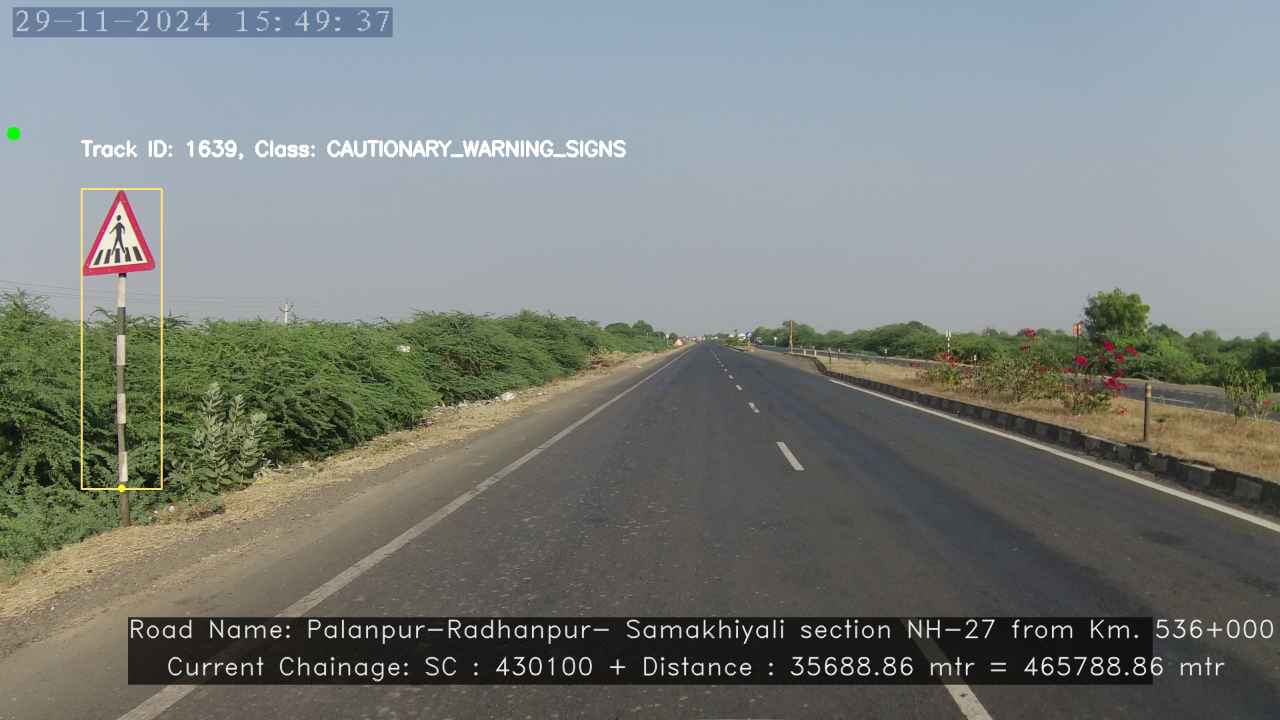 29-11-2024 15:49:37
Track ID: 1639, Class: CAUTIONARY_WARNING_SIGNS
Road Name: Palanpur-Radhanpur- Samakhiyali section NH-27 from Km. 536+000
Current Chainage: SC : 430100 + Distance : 35688.86 mtr = 465788.86 mtr